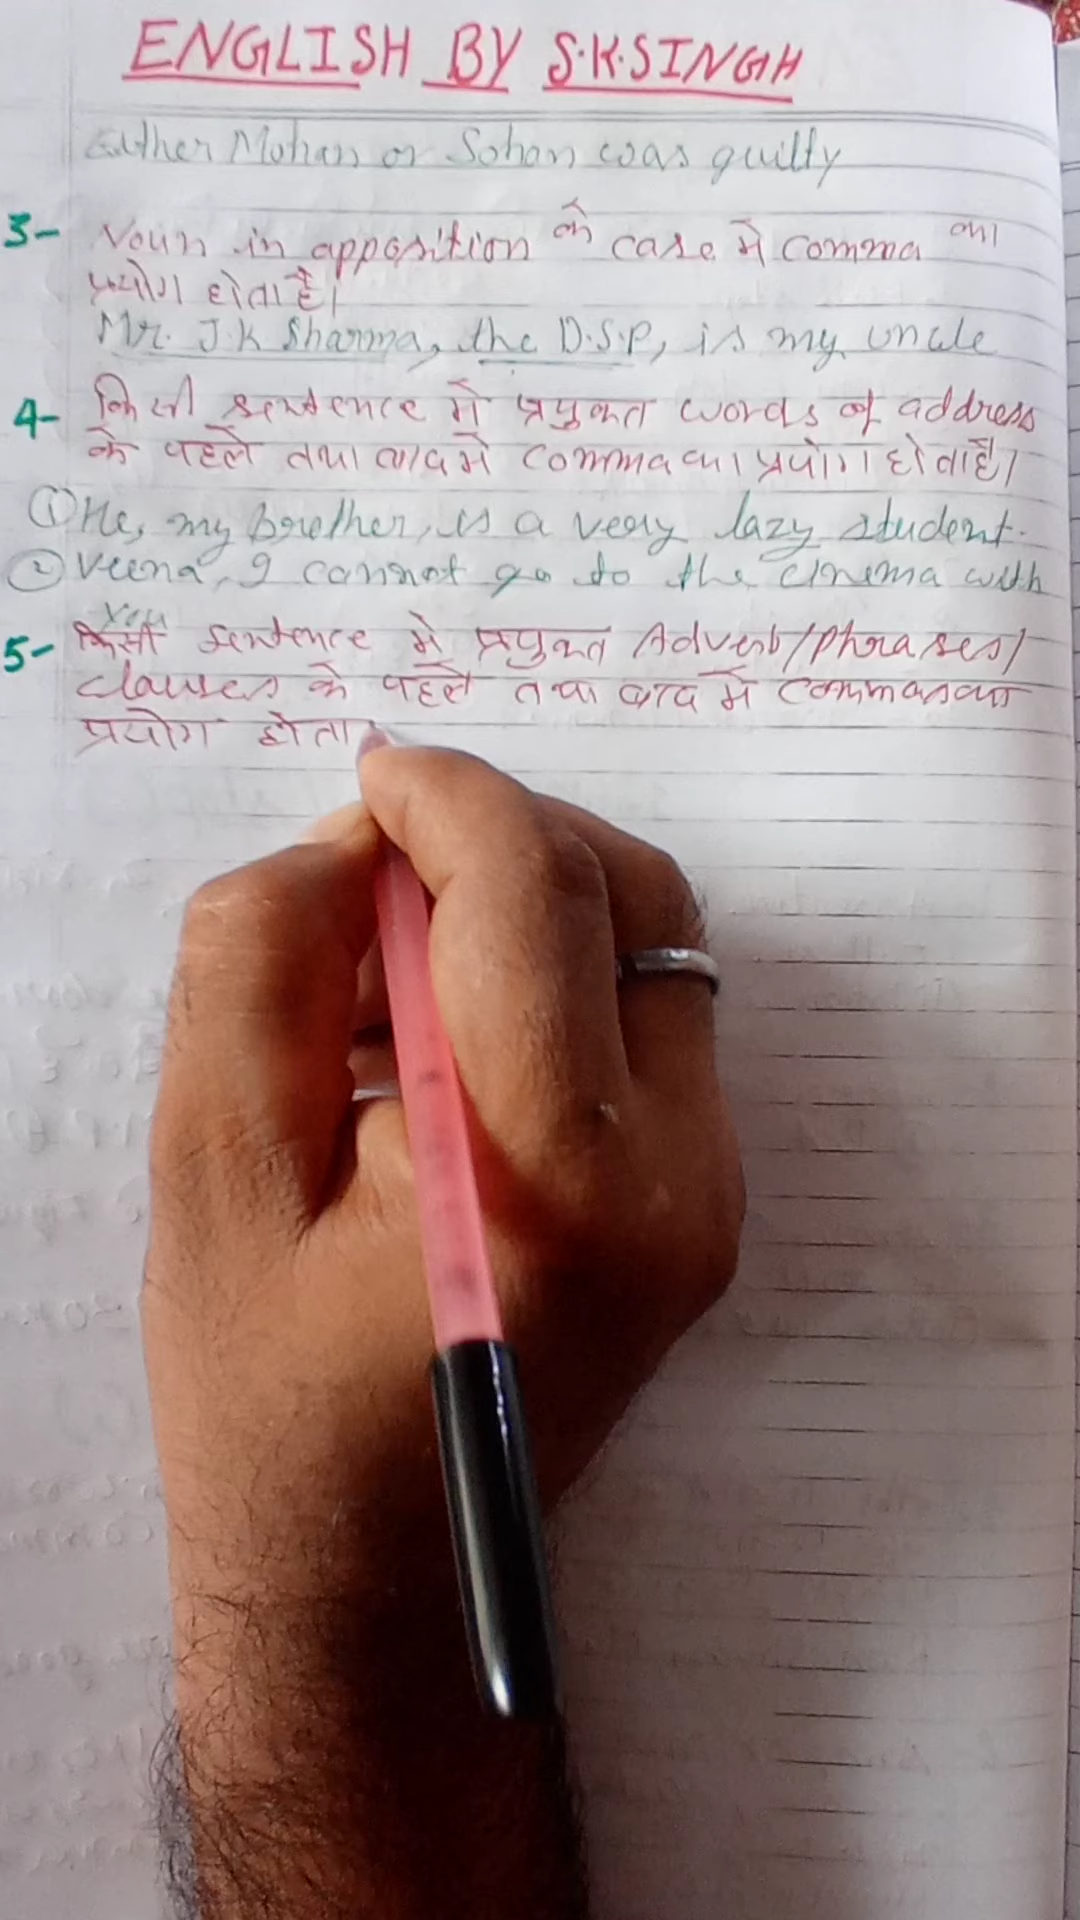 ENGLISH BY S.K.SINGH
Either Mohan or Sohan was guilty
3- Noun in apposition के case में comma का
प्रयोग होता है।
Mr. J.K Sharma, the D.S.P, is my uncle
4- किसी sentence में प्रयुक्त words of address
के पहले तथा बाद में comma का प्रयोग होता है।
① He, my brother, is a very lazy student.
② Veena, I cannot go to the cinema with
you
5- किसी sentence में प्रयुक्त Adverb/phrases/
clauses के पहले तथा बाद में commas का
प्रयोग होता